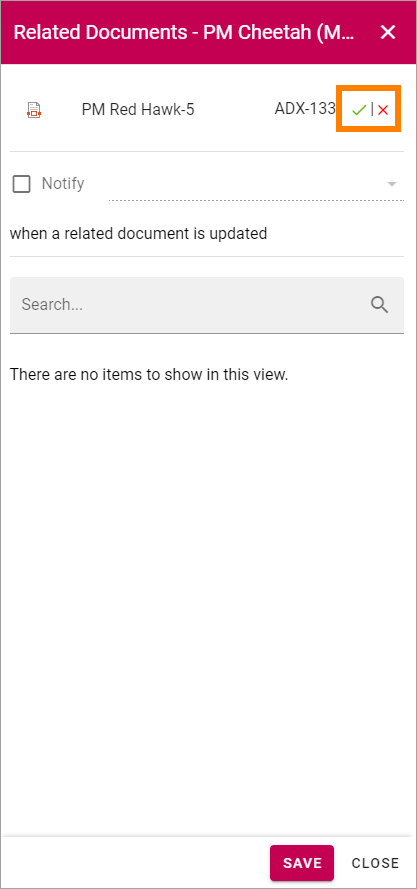 Related Documents - PM Cheetah (M...
PM Red Hawk-5 ADX-133 |
Notify
when a related document is updated
Search...
There are no items to show in this view.
SAVE CLOSE